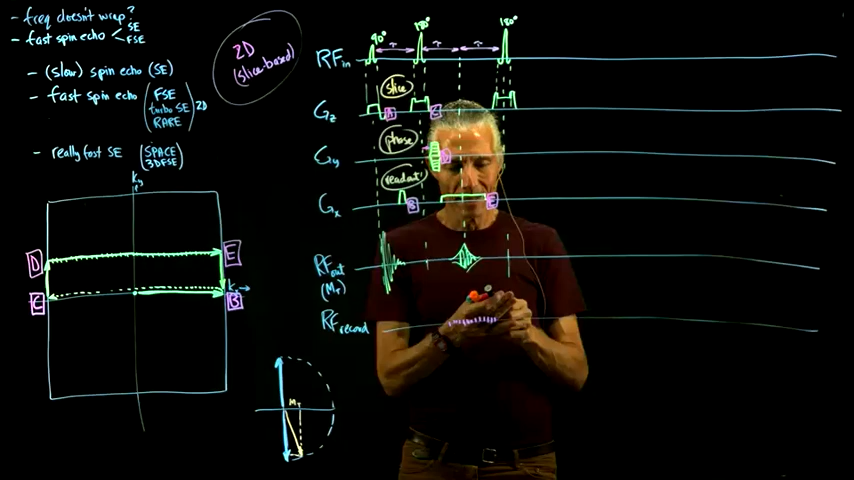 - freq doesn't wrap?
- fast spin echo < SE
FSE
- (slow) spin echo (SE)
- fast spin echo (FSE
turbo SE
RARE) 2D
- really fast SE (SPACE
3DFSE)
2D
(slice-based)
90°
180°
180°
τ τ τ
RFin
slice
Gz
A
C
phase
Gy
D
readout
Gx
B
E
RFout
(MT)
RFrecord
ky
D
E
C
kx
B
MT